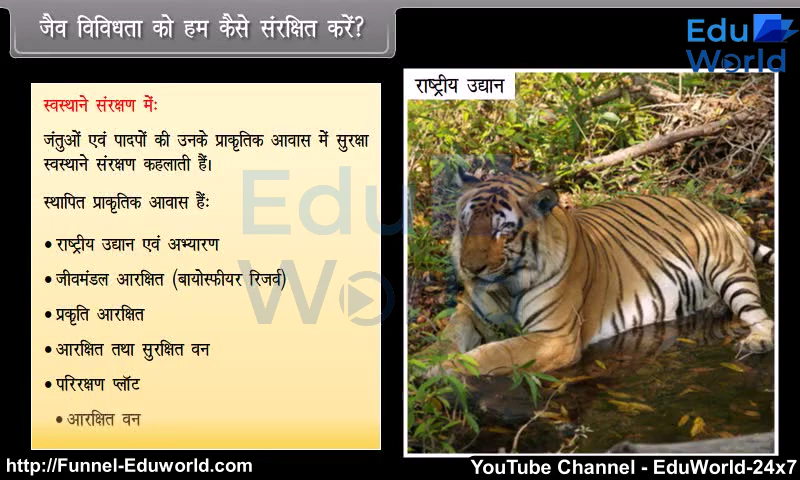 जैव विविधता को हम कैसे संरक्षित करें?
Edu
World
स्वस्थाने संरक्षण में:
जंतुओं एवं पादपों की उनके प्राकृतिक आवास में सुरक्षा
स्वस्थाने संरक्षण कहलाती हैं।
स्थापित प्राकृतिक आवास हैं:
• राष्ट्रीय उद्यान एवं अभ्यारण
• जीवमंडल आरक्षित (बायोस्फीयर रिजर्व)
• प्रकृति आरक्षित
• आरक्षित तथा सुरक्षित वन
• परिरक्षण प्लॉट
• आरक्षित वन
राष्ट्रीय उद्यान
Edu
World
http://Funnel-Eduworld.com
YouTube Channel - EduWorld-24x7